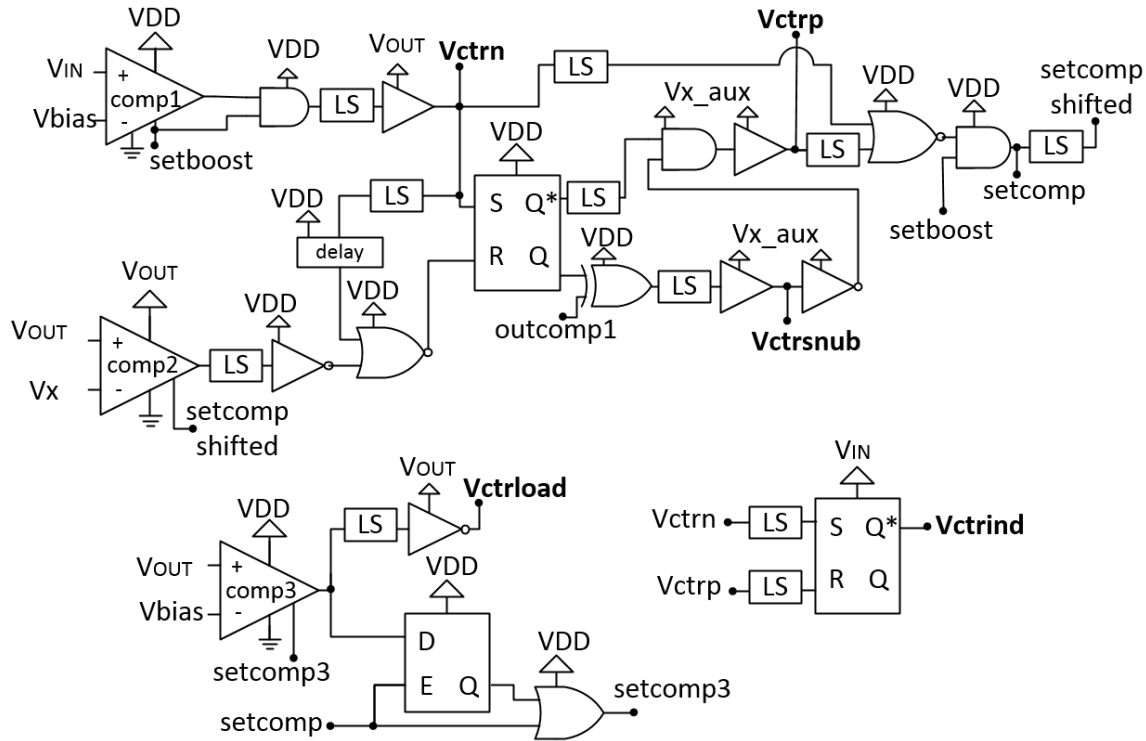 VDD
VIN
+
comp1
Vbias
-
setboost
VDD
LS
VOUT
Vctrn
LS
Vctrp
VDD
VDD
setcomp
shifted
LS
setcomp
setboost
Vx_aux
LS
VDD
LS
S Q*
R Q
LS
VDD
delay
VDD
outcomp1
LS
Vx_aux
Vctrsnub
VOUT
VOUT
+
comp2
Vx
-
setcomp
shifted
LS
VDD
VDD
VDD
VOUT
+
comp3
Vbias
-
setcomp3
LS
VOUT
Vctrload
VDD
D
E Q
setcomp
VDD
setcomp3
VIN
Vctrn
LS
S Q*
Vctrind
Vctrp
LS
R Q